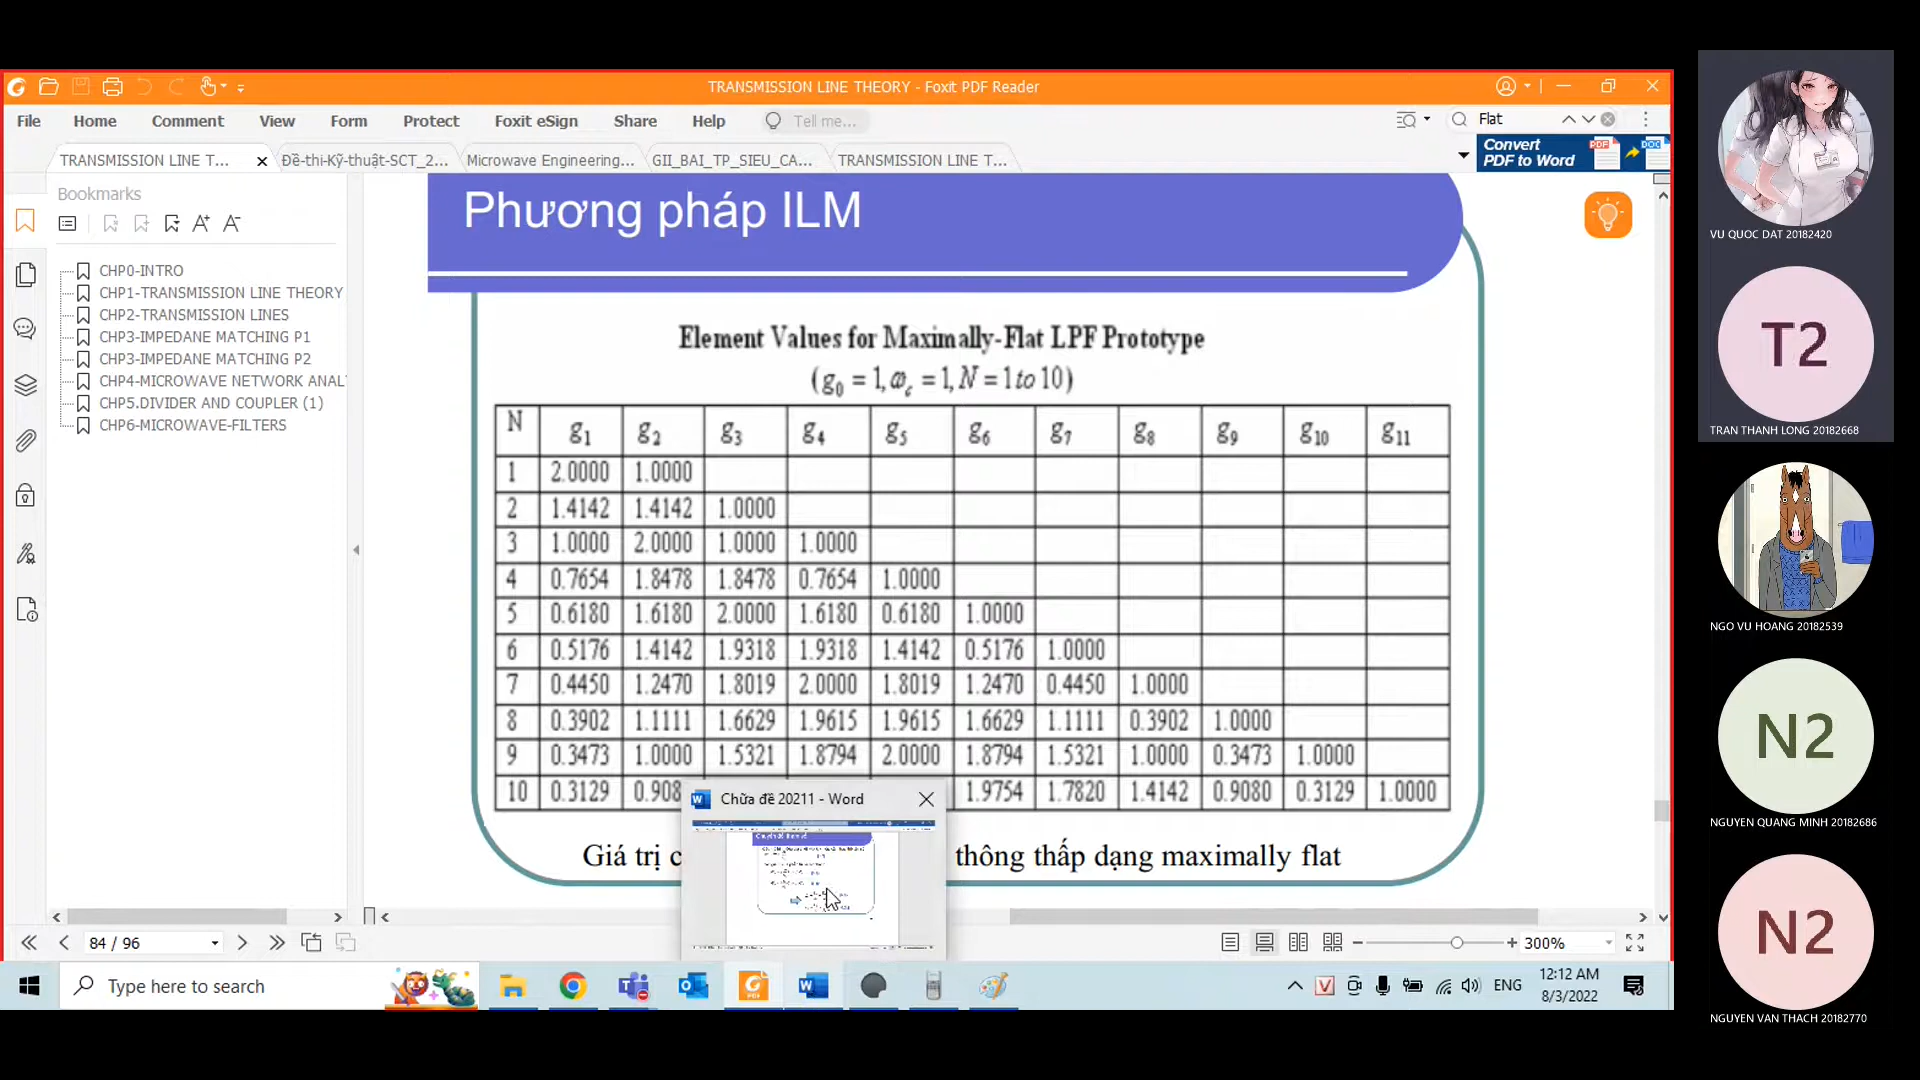 TRANSMISSION LINE THEORY - Foxit PDF Reader
File Home Comment View Form Protect Foxit eSign Share Help Tell me... Flat
TRANSMISSION LINE T... Đề-thi-Kỹ-thuật-SCT_2... Microwave Engineering... GII_BAI_TP_SIEU_CA... TRANSMISSION LINE T...
Convert
PDF to Word
PDF
DOC
Bookmarks
CHP0-INTRO
CHP1-TRANSMISSION LINE THEORY
CHP2-TRANSMISSION LINES
CHP3-IMPEDANE MATCHING P1
CHP3-IMPEDANE MATCHING P2
CHP4-MICROWAVE NETWORK ANAL
CHP5.DIVIDER AND COUPLER (1)
CHP6-MICROWAVE-FILTERS
Phương pháp ILM
Element Values for Maximally-Flat LPF Prototype
(g₀ = 1, ω_c = 1, N = 1 to 10)
N g₁ g₂ g₃ g₄ g₅ g₆ g₇ g₈ g₉ g₁₀ g₁₁
1 2.0000 1.0000
2 1.4142 1.4142 1.0000
3 1.0000 2.0000 1.0000 1.0000
4 0.7654 1.8478 1.8478 0.7654 1.0000
5 0.6180 1.6180 2.0000 1.6180 0.6180 1.0000
6 0.5176 1.4142 1.9318 1.9318 1.4142 0.5176 1.0000
7 0.4450 1.2470 1.8019 2.0000 1.8019 1.2470 0.4450 1.0000
8 0.3902 1.1111 1.6629 1.9615 1.9615 1.6629 1.1111 0.3902 1.0000
9 0.3473 1.0000 1.5321 1.8794 2.0000 1.8794 1.5321 1.0000 0.3473 1.0000
10 0.3129 0.908 1.9754 1.7820 1.4142 0.9080 0.3129 1.0000
Chữa đề 20211 - Word
Giá trị c thông thấp dạng maximally flat
84 / 96
300%
Type here to search
ENG
12:12 AM
8/3/2022
VU QUOC DAT 20182420
T2
TRAN THANH LONG 20182668
NGO VU HOANG 20182539
N2
NGUYEN QUANG MINH 20182686
N2
NGUYEN VAN THACH 20182770